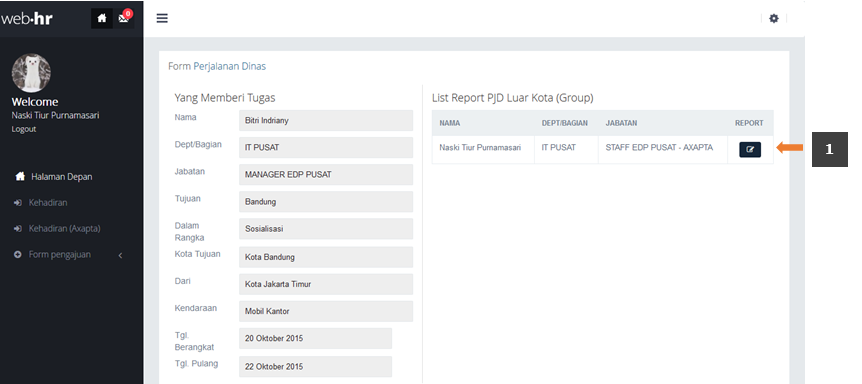 web•hr
0
Welcome
Naski Tiur Purnamasari
Logout
Halaman Depan
Kehadiran
Kehadiran (Axapta)
Form pengajuan
Form Perjalanan Dinas
Yang Memberi Tugas
Nama Bitri Indriany
Dept/Bagian IT PUSAT
Jabatan MANAGER EDP PUSAT
Tujuan Bandung
Dalam Rangka Sosialisasi
Kota Tujuan Kota Bandung
Dari Kota Jakarta Timur
Kendaraan Mobil Kantor
Tgl. Berangkat 20 Oktober 2015
Tgl. Pulang 22 Oktober 2015
List Report PJD Luar Kota (Group)
NAMA DEPT/BAGIAN JABATAN REPORT
Naski Tiur Purnamasari IT PUSAT STAFF EDP PUSAT - AXAPTA
1